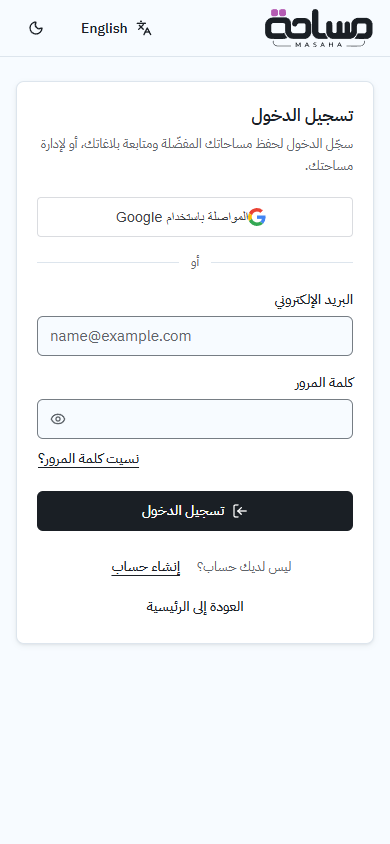 مساحة
MASAHA
English
تسجيل الدخول
سجّل الدخول لحفظ مساحاتك المفضّلة ومتابعة بلاغاتك، أو لإدارة
مساحتك.
المواصلة باستخدام Google
أو
البريد الإلكتروني
name@example.com
كلمة المرور
نسيت كلمة المرور؟
تسجيل الدخول
ليس لديك حساب؟ إنشاء حساب
العودة إلى الرئيسية